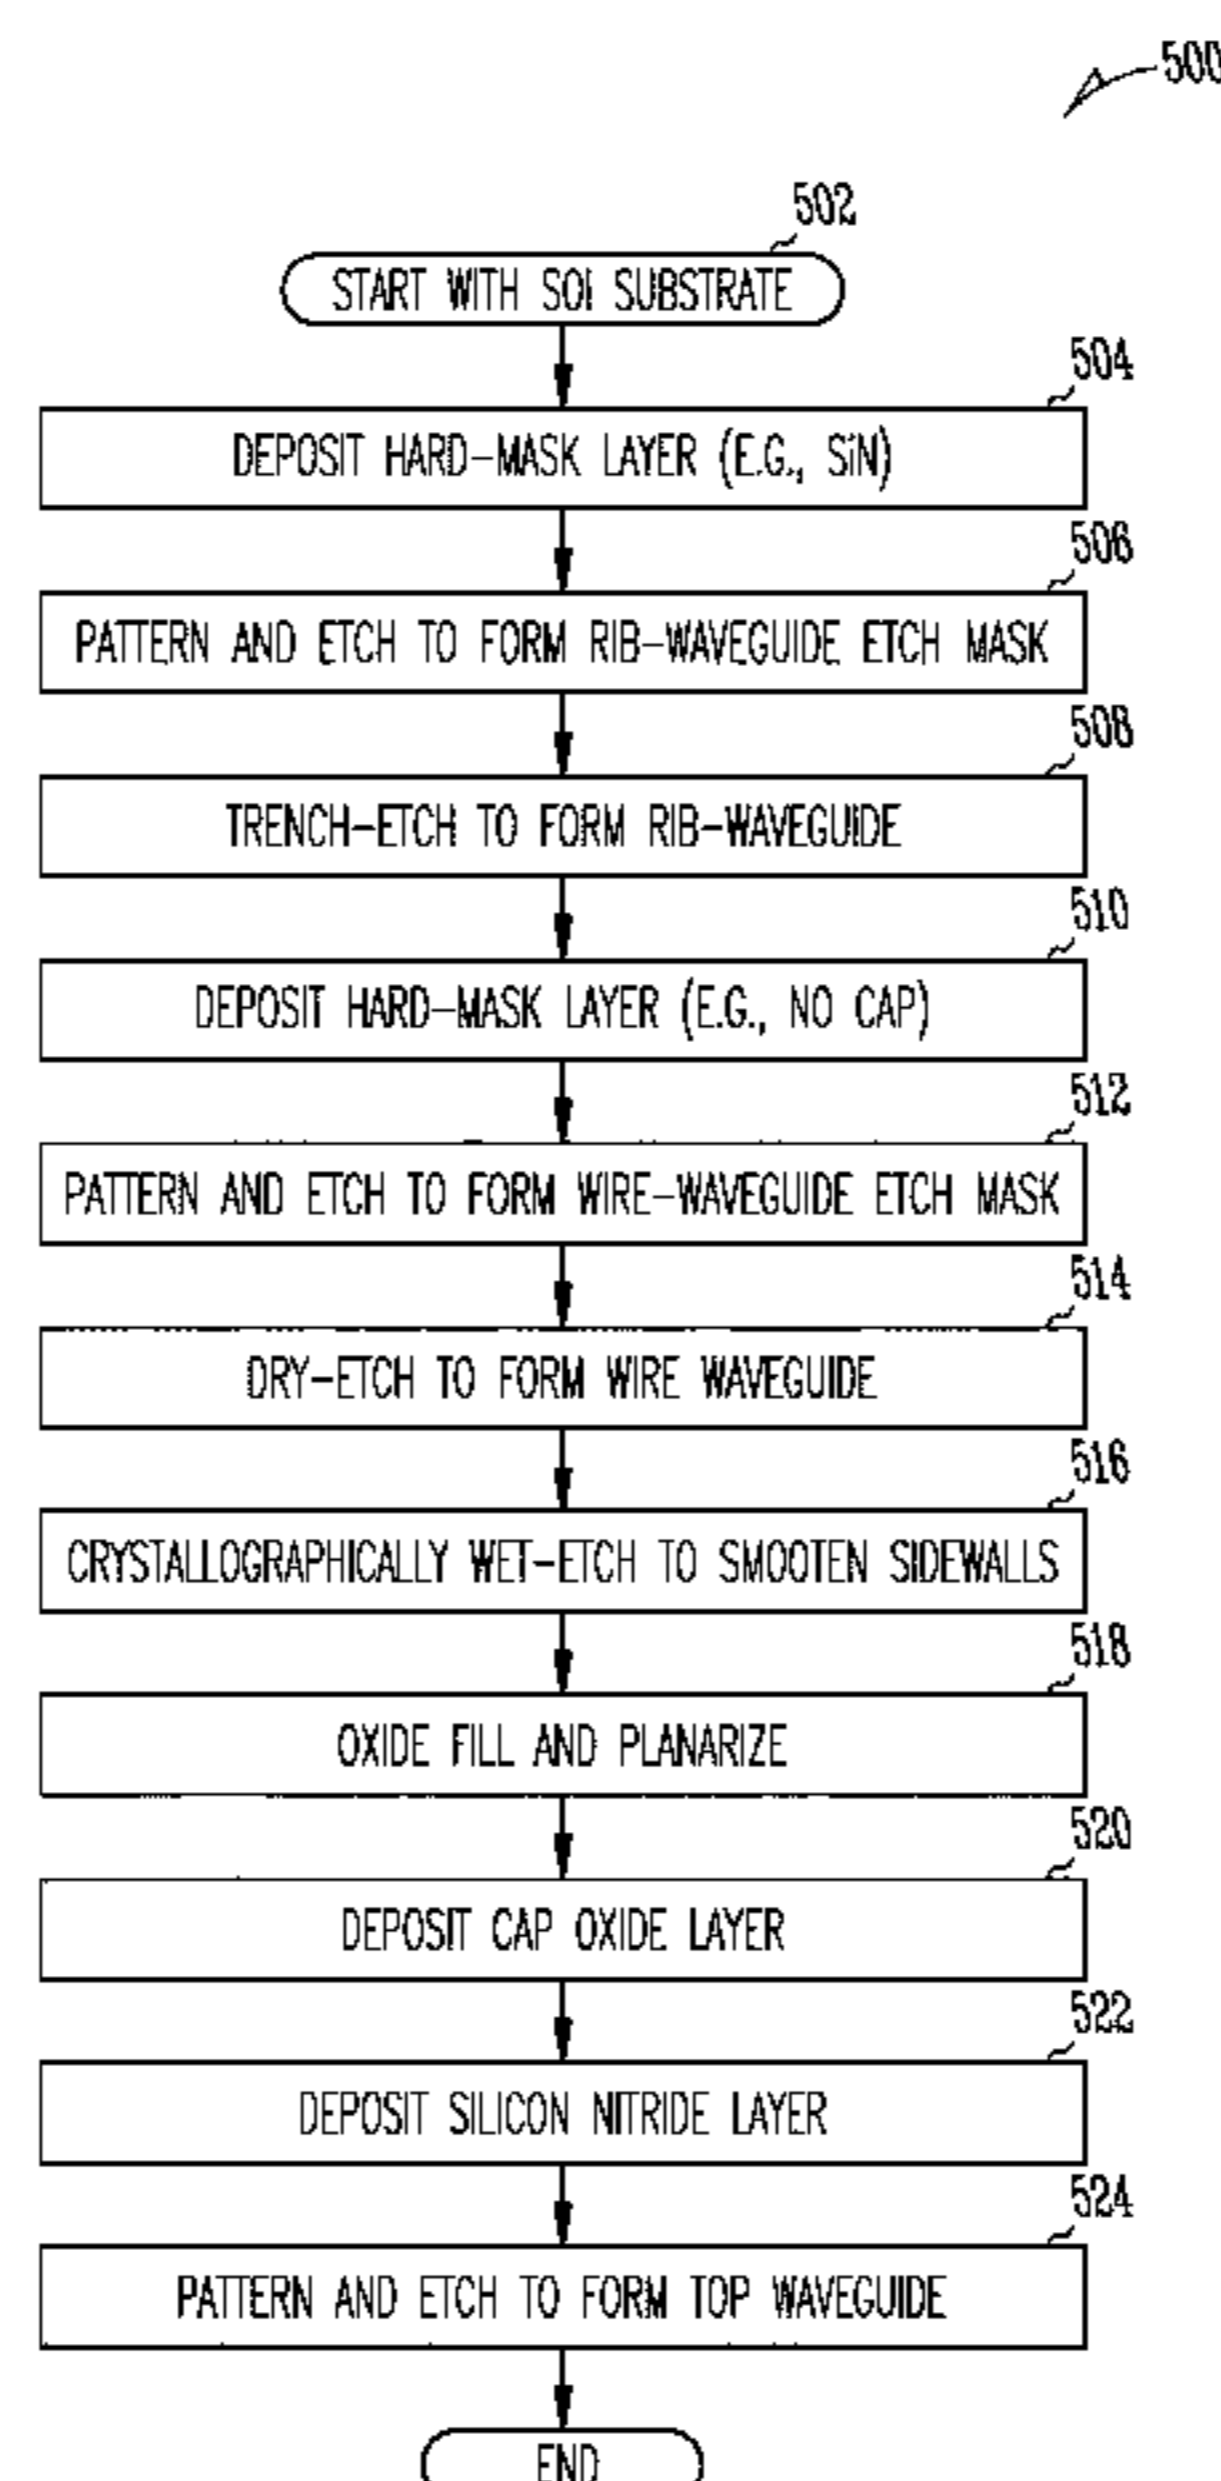 500
502
START WITH SOI SUBSTRATE
504
DEPOSIT HARD-MASK LAYER (E.G., SiN)
506
PATTERN AND ETCH TO FORM RIB-WAVEGUIDE ETCH MASK
508
TRENCH-ETCH TO FORM RIB-WAVEGUIDE
510
DEPOSIT HARD-MASK LAYER (E.G., NO CAP)
512
PATTERN AND ETCH TO FORM WIRE-WAVEGUIDE ETCH MASK
514
DRY-ETCH TO FORM WIRE WAVEGUIDE
516
CRYSTALLOGRAPHICALLY WET-ETCH TO SMOOTEN SIDEWALLS
518
OXIDE FILL AND PLANARIZE
520
DEPOSIT CAP OXIDE LAYER
522
DEPOSIT SILICON NITRIDE LAYER
524
PATTERN AND ETCH TO FORM TOP WAVEGUIDE
END